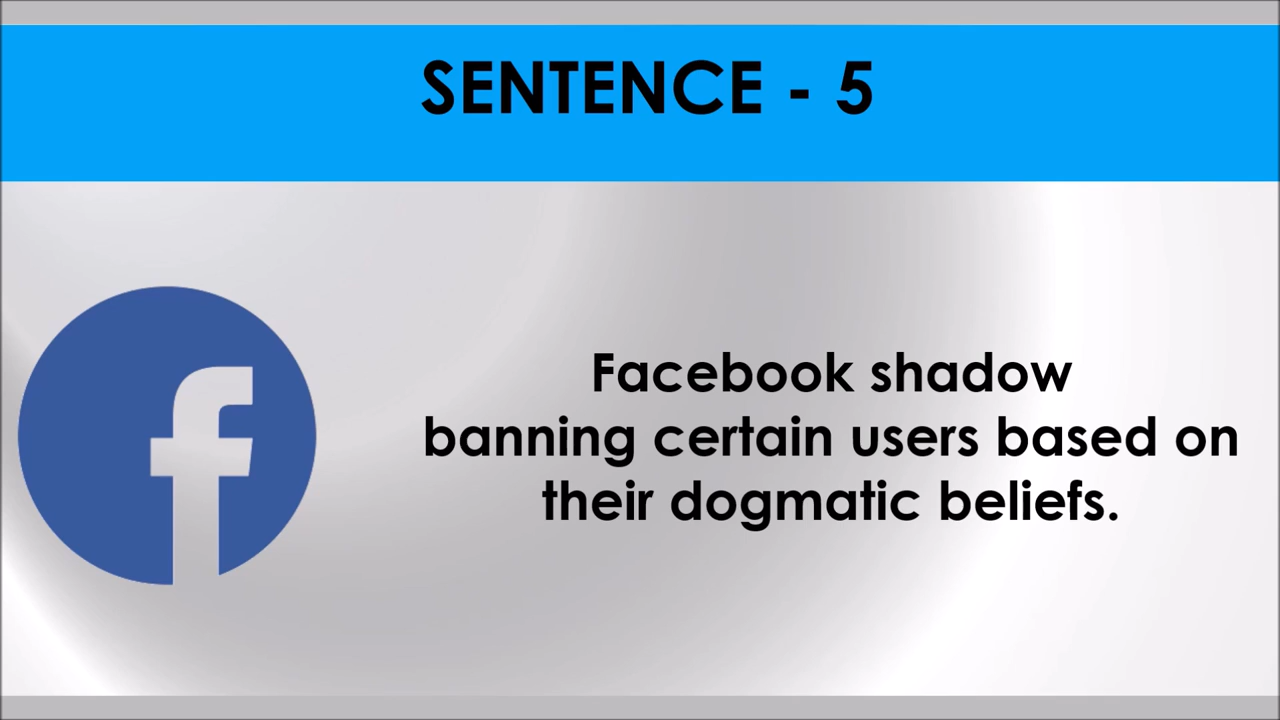 SENTENCE - 5
Facebook shadow
banning certain users based on
their dogmatic beliefs.